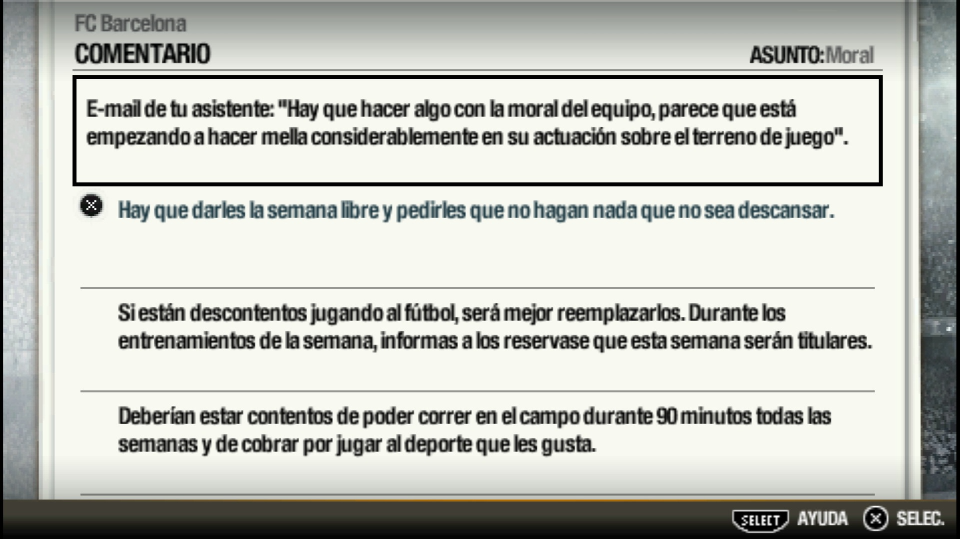 FC Barcelona
COMENTARIO
ASUNTO:Moral
E-mail de tu asistente: "Hay que hacer algo con la moral del equipo, parece que está
empezando a hacer mella considerablemente en su actuación sobre el terreno de juego".
Hay que darles la semana libre y pedirles que no hagan nada que no sea descansar.
Si están descontentos jugando al fútbol, será mejor reemplazarlos. Durante los
entrenamientos de la semana, informas a los reservase que esta semana serán titulares.
Deberían estar contentos de poder correr en el campo durante 90 minutos todas las
semanas y de cobrar por jugar al deporte que les gusta.
SELECT AYUDA SELEC.